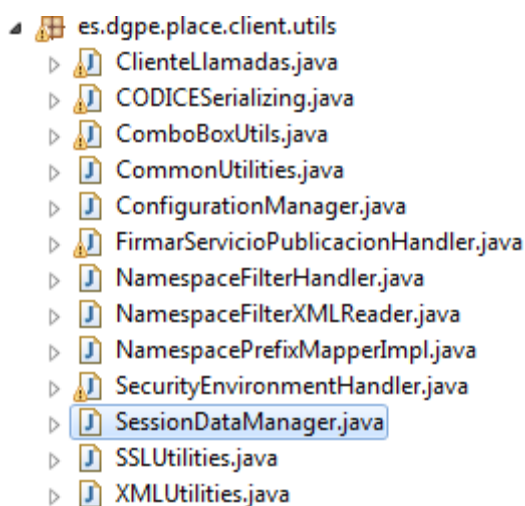 es.dgpe.place.client.utils
ClienteLlamadas.java
CODICESerializing.java
ComboBoxUtils.java
CommonUtilities.java
ConfigurationManager.java
FirmarServicioPublicacionHandler.java
NamespaceFilterHandler.java
NamespaceFilterXMLReader.java
NamespacePrefixMapperImpl.java
SecurityEnvironmentHandler.java
SessionDataManager.java
SSLUtilities.java
XMLUtilities.java